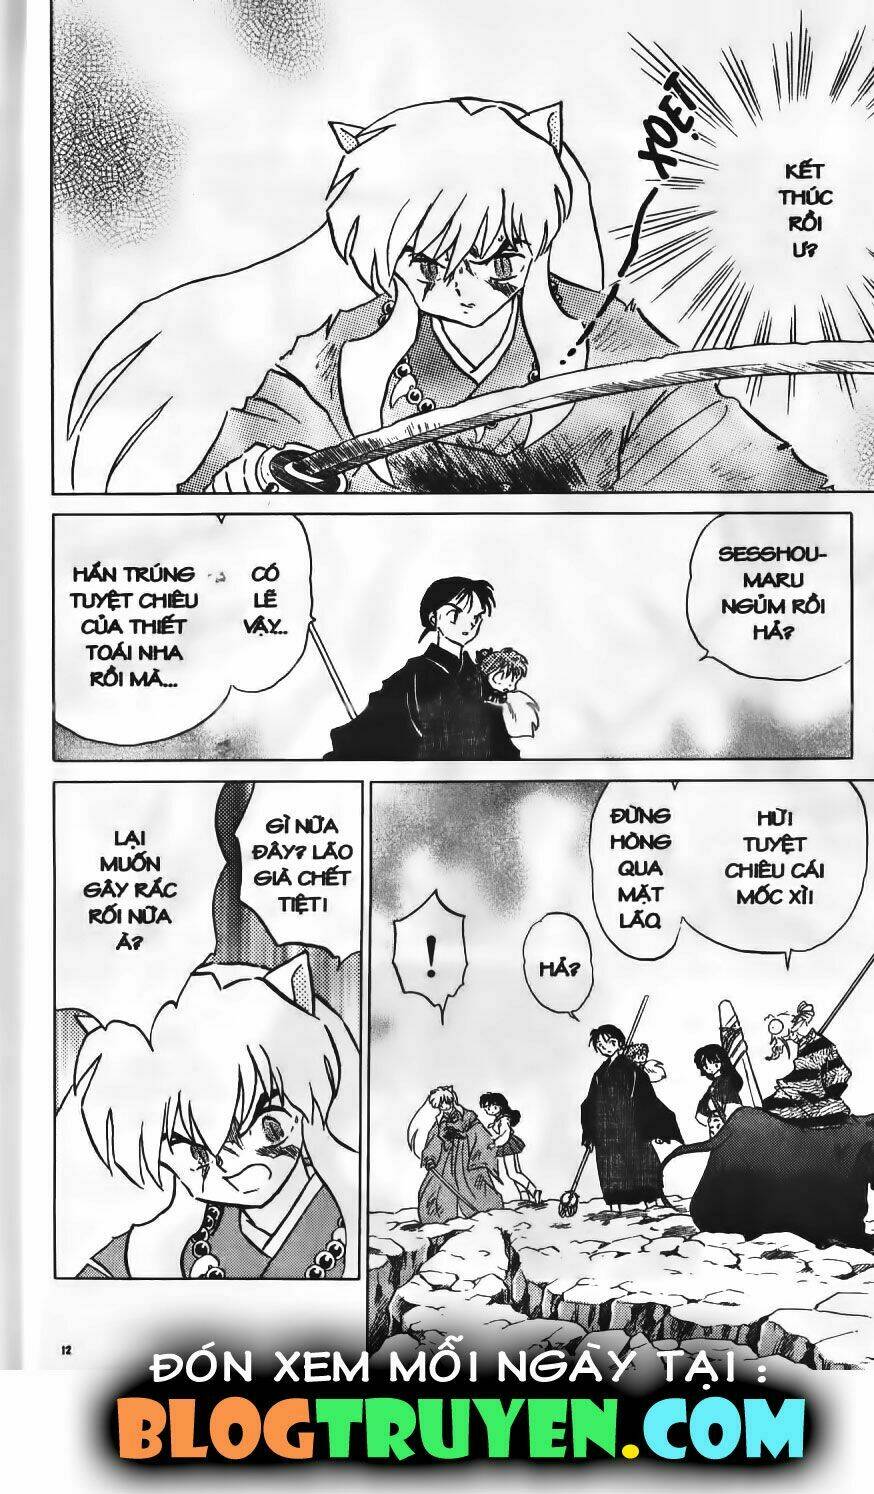 XOẸT
KẾT
THÚC
RỒI
Ư?
SESSHOU-
MARU
NGỦM RỒI
HẢ?
CÓ
LẼ
VẬY...
HẮN TRÚNG
TUYỆT CHIÊU
CỦA THIẾT
TOÁI NHA
RỒI MÀ...
HỪ!
TUYỆT
CHIÊU CÁI
MỐC XÌ!
ĐỪNG
HÒNG
QUA
MẶT
LÃO.
HẢ?
!
GÌ NỮA
ĐÂY? LÃO
GIÀ CHẾT
TIỆT!
LẠI
MUỐN
GÂY RẮC
RỐI NỮA
À?
12
ĐÓN XEM MỖI NGÀY TẠI :
BLOGTRUYEN.COM